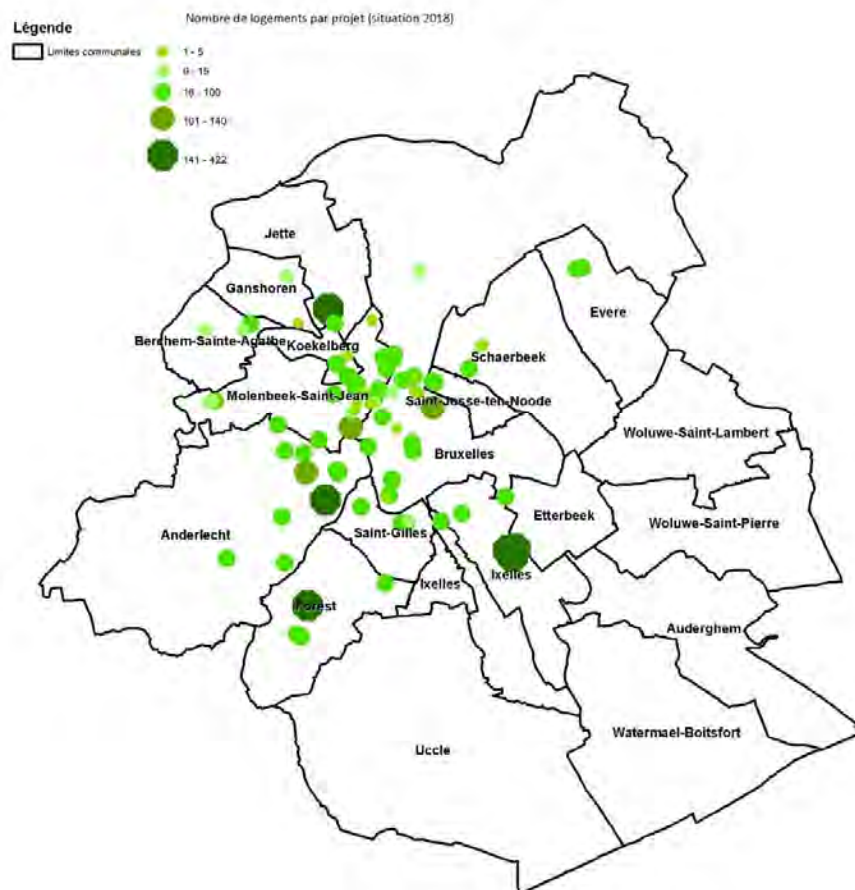 Nombre de logements par projet (situation 2018)
Légende
Limites communales
1 - 5
6 - 15
16 - 100
101 - 140
141 - 422
Jette
Ganshoren
Evere
Berchem-Sainte-Agathe
Koekelberg
Schaerbeek
Molenbeek-Saint-Jean
Saint-Josse-ten-Noode
Woluwe-Saint-Lambert
Bruxelles
Anderlecht
Saint-Gilles
Etterbeek
Woluwe-Saint-Pierre
Ixelles
Ixelles
Forest
Auderghem
Uccle
Watermael-Boitsfort